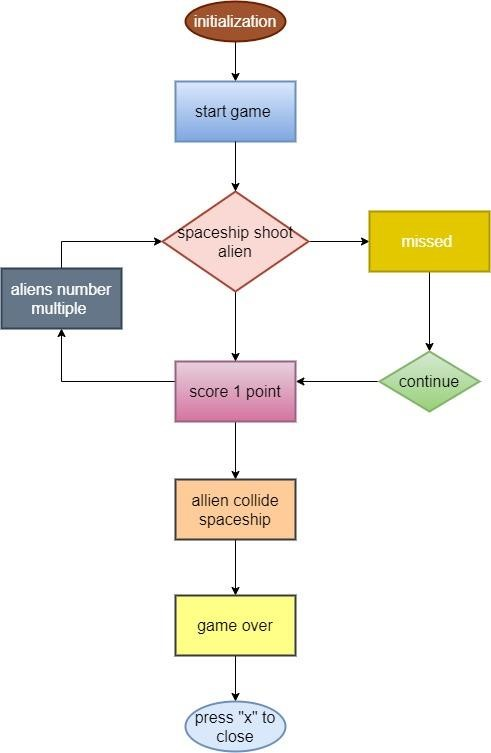 initialization
start game
spaceship shoot
alien
missed
aliens number
multiple
continue
score 1 point
allien collide
spaceship
game over
press "x" to
close